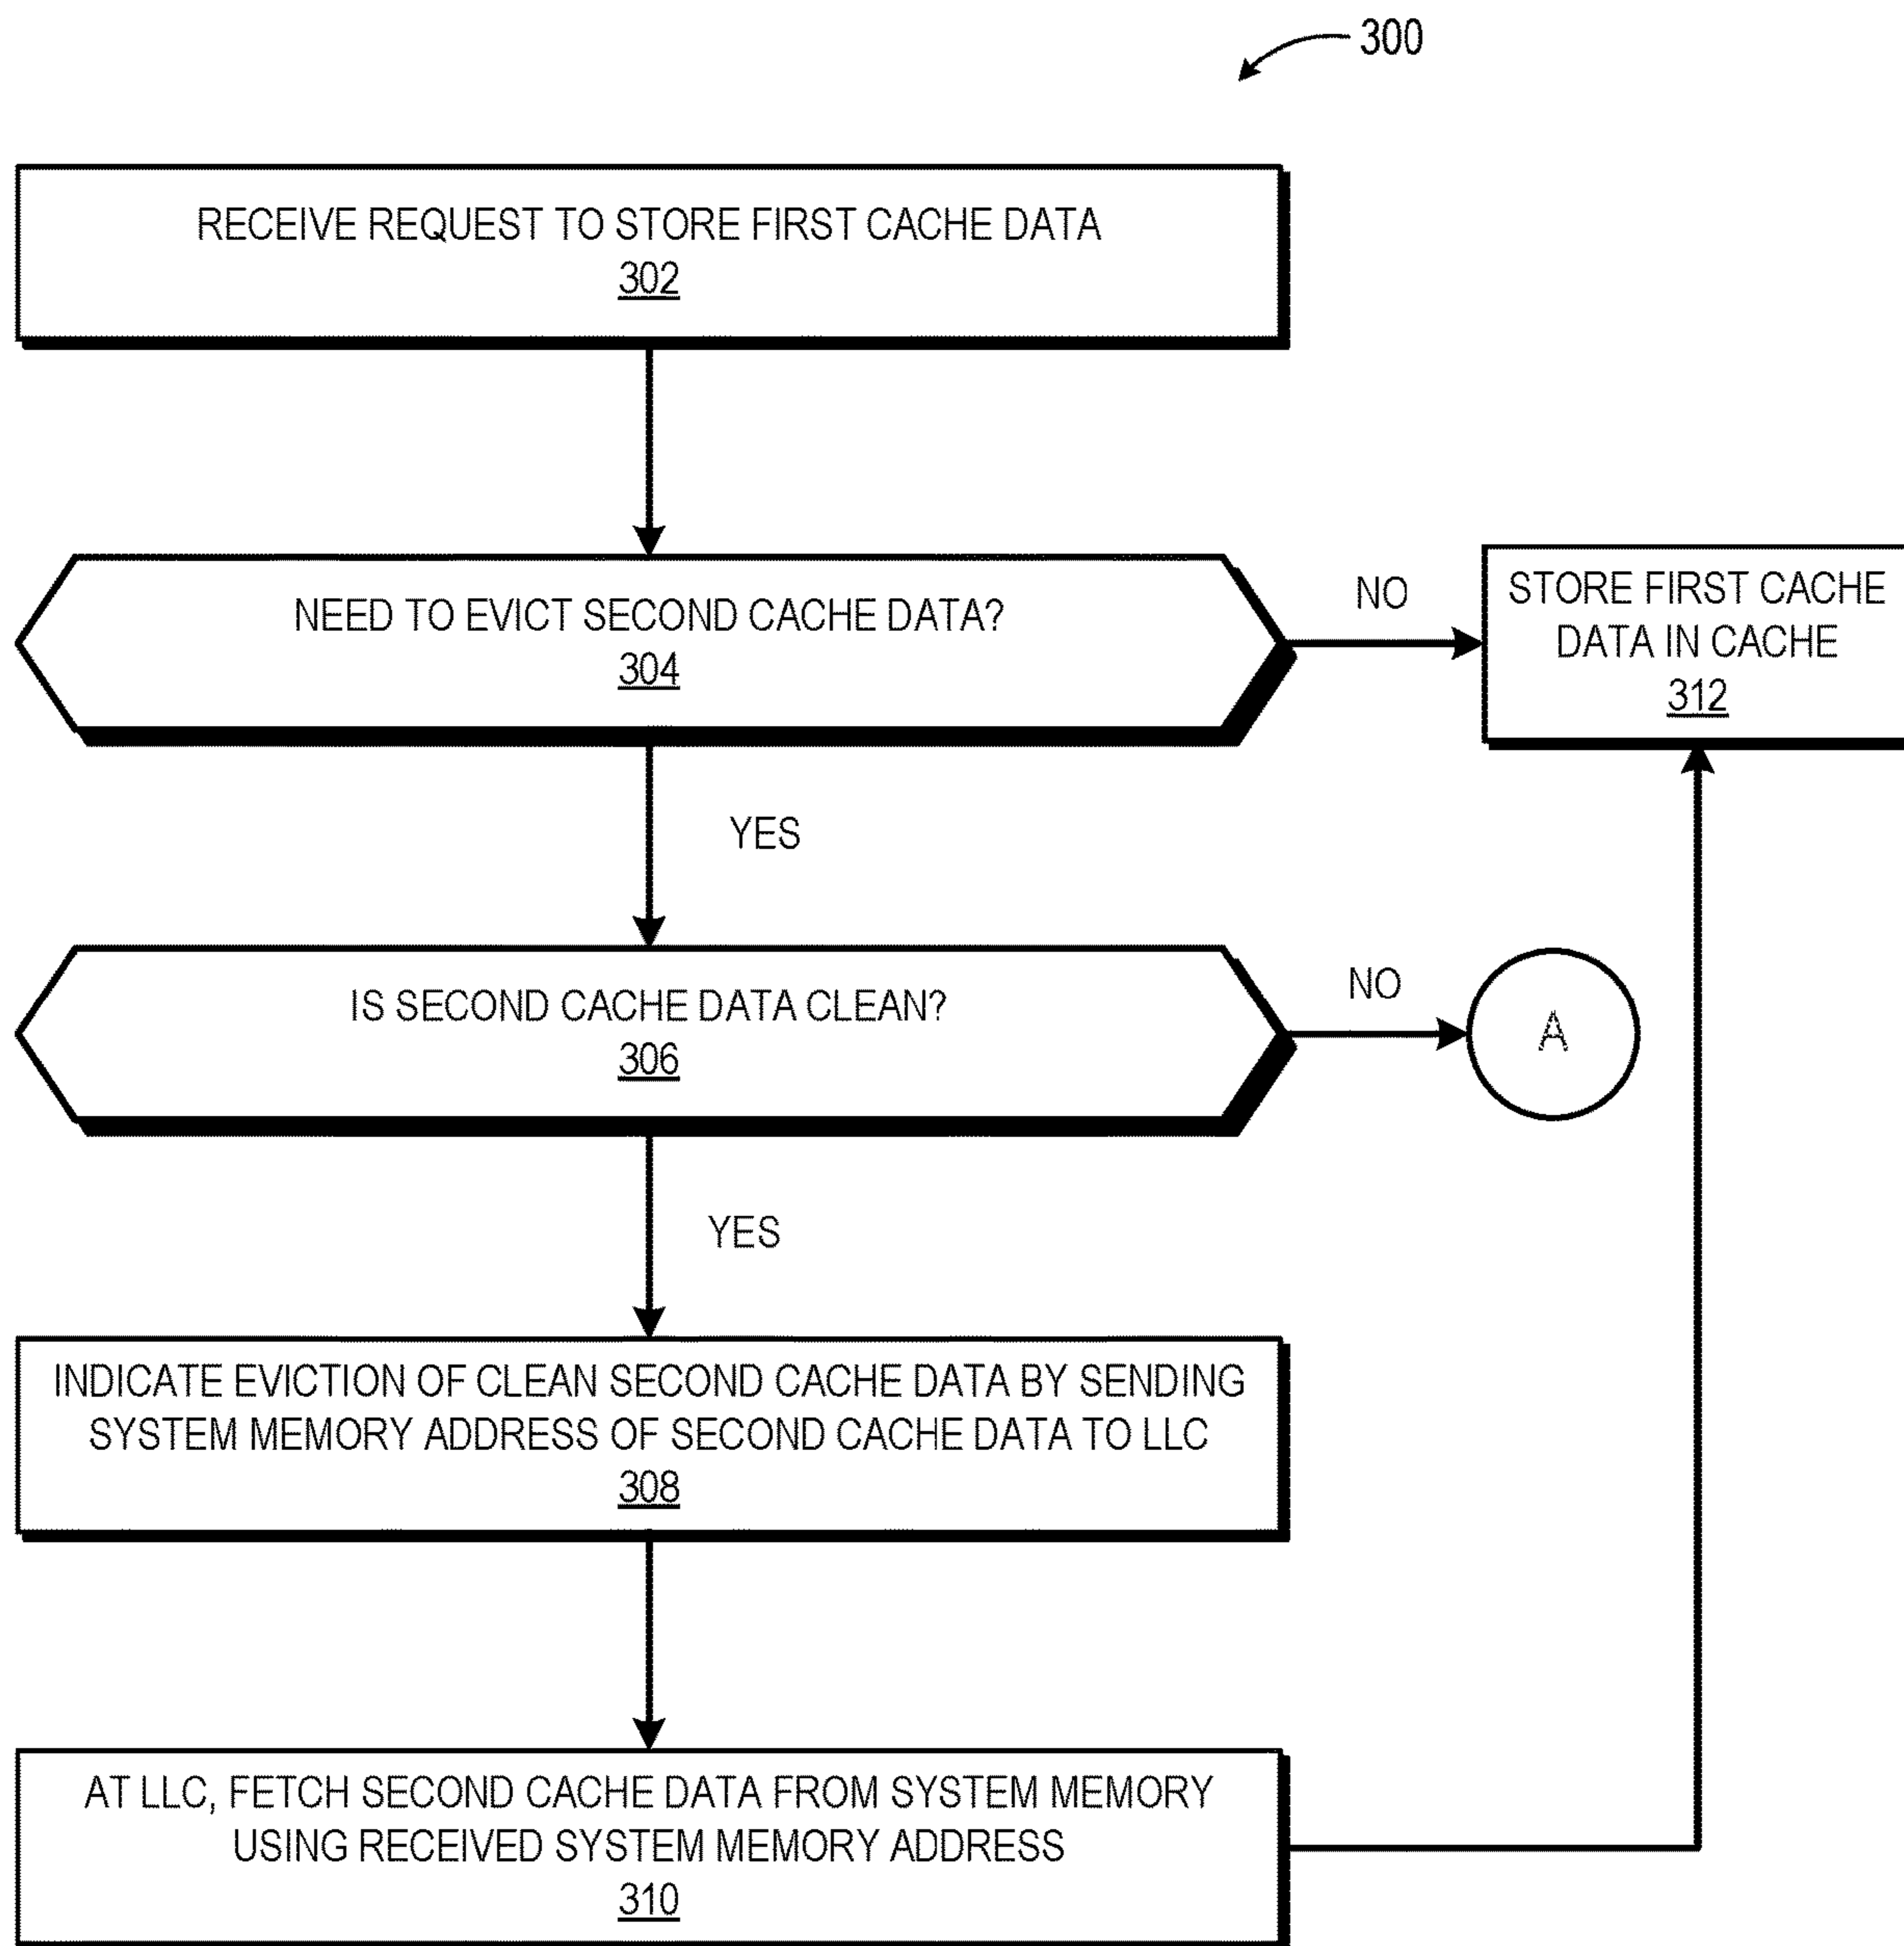 300
RECEIVE REQUEST TO STORE FIRST CACHE DATA
302
NEED TO EVICT SECOND CACHE DATA?
304
NO
STORE FIRST CACHE
DATA IN CACHE
312
YES
IS SECOND CACHE DATA CLEAN?
306
NO
A
YES
INDICATE EVICTION OF CLEAN SECOND CACHE DATA BY SENDING
SYSTEM MEMORY ADDRESS OF SECOND CACHE DATA TO LLC
308
AT LLC, FETCH SECOND CACHE DATA FROM SYSTEM MEMORY
USING RECEIVED SYSTEM MEMORY ADDRESS
310